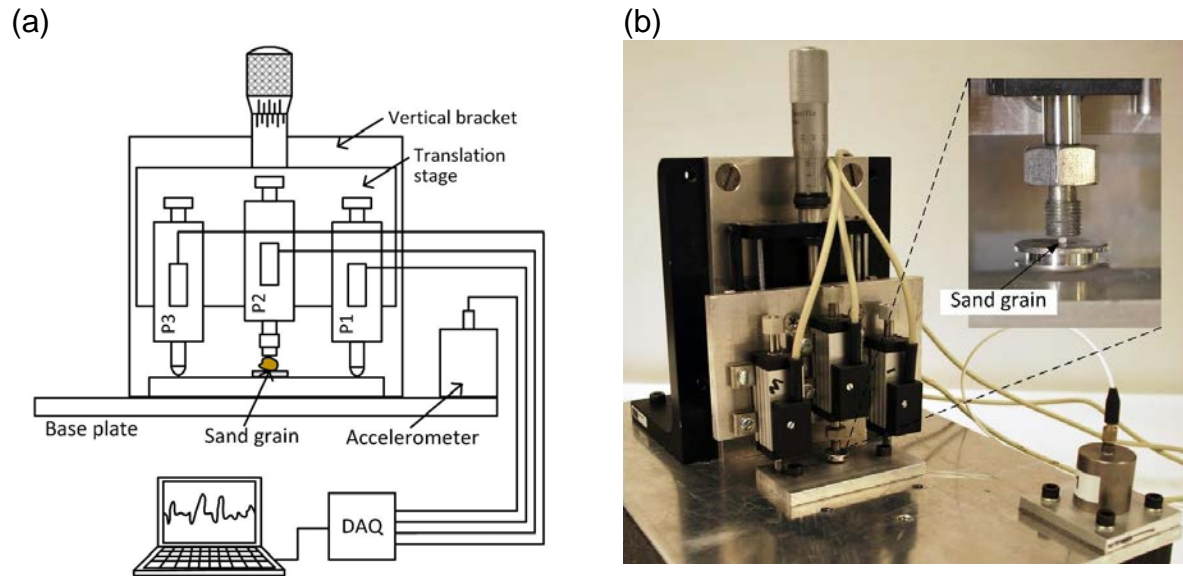 (a)
(b)
Vertical bracket
Translation
stage
P3
P2
P1
Base plate
Sand grain
Accelerometer
DAQ
Sand grain